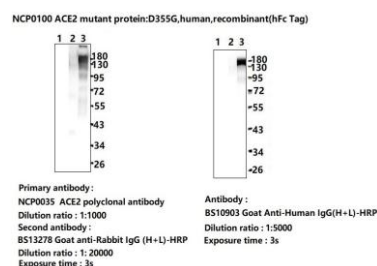 NCP0100 ACE2 mutant protein:D355G,human,recombinant(hFc Tag)
1 2 3
180
130
95
72
55
43
34
26
1 2 3
180
130
95
72
55
43
34
26
Primary antibody :
NCP0035 ACE2 polyclonal antibody
Dilution ratio : 1:1000
Second antibody :
BS13278 Goat anti-Rabbit IgG (H+L)-HRP
Dilution ratio : 1: 20000
Exposure time : 3s
Antibody :
BS10903 Goat Anti-Human IgG(H+L)-HRP
Dilution ratio : 1:5000
Exposure time : 3s